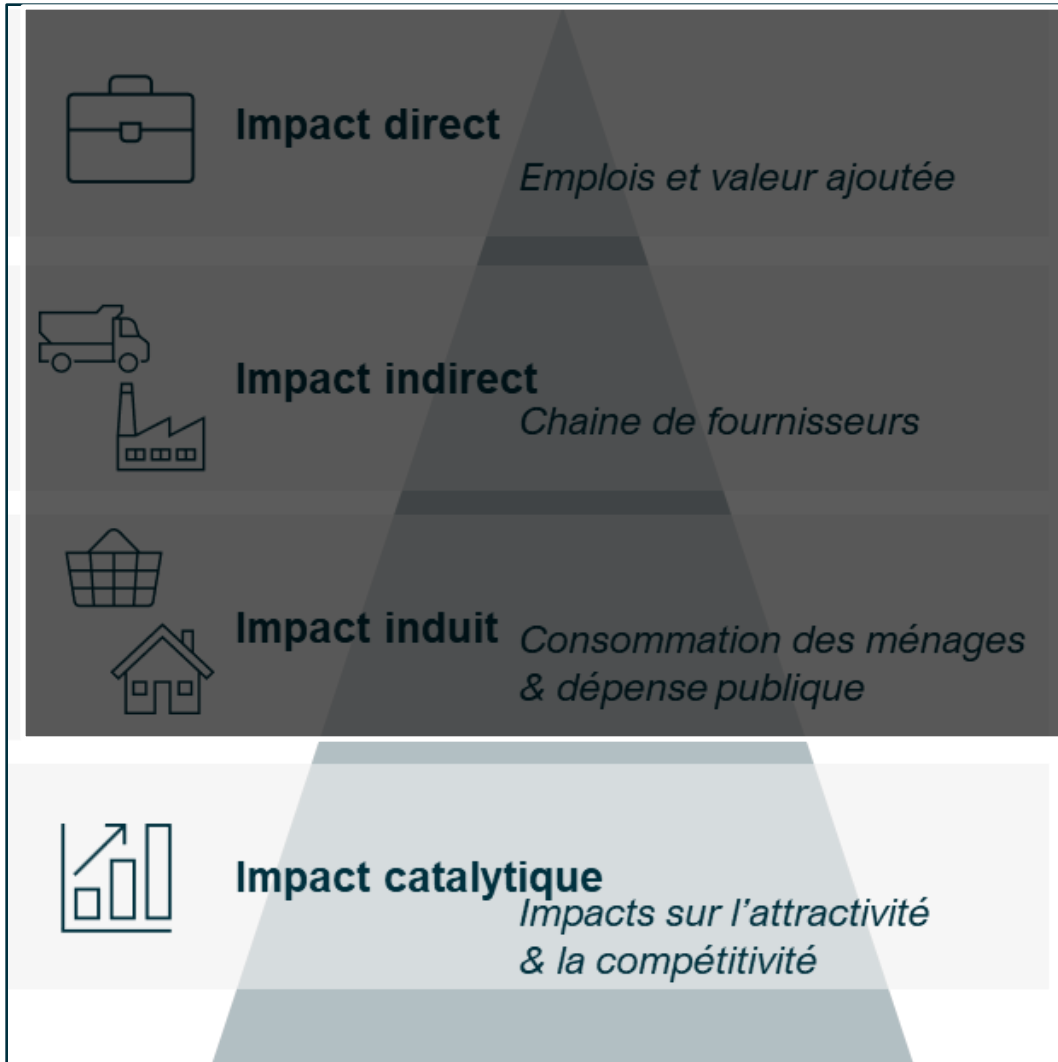 Impact direct
Emplois et valeur ajoutée
Impact indirect
Chaine de fournisseurs
Impact induit
Consommation des ménages
& dépense publique
Impact catalytique
Impacts sur l’attractivité
& la compétitivité